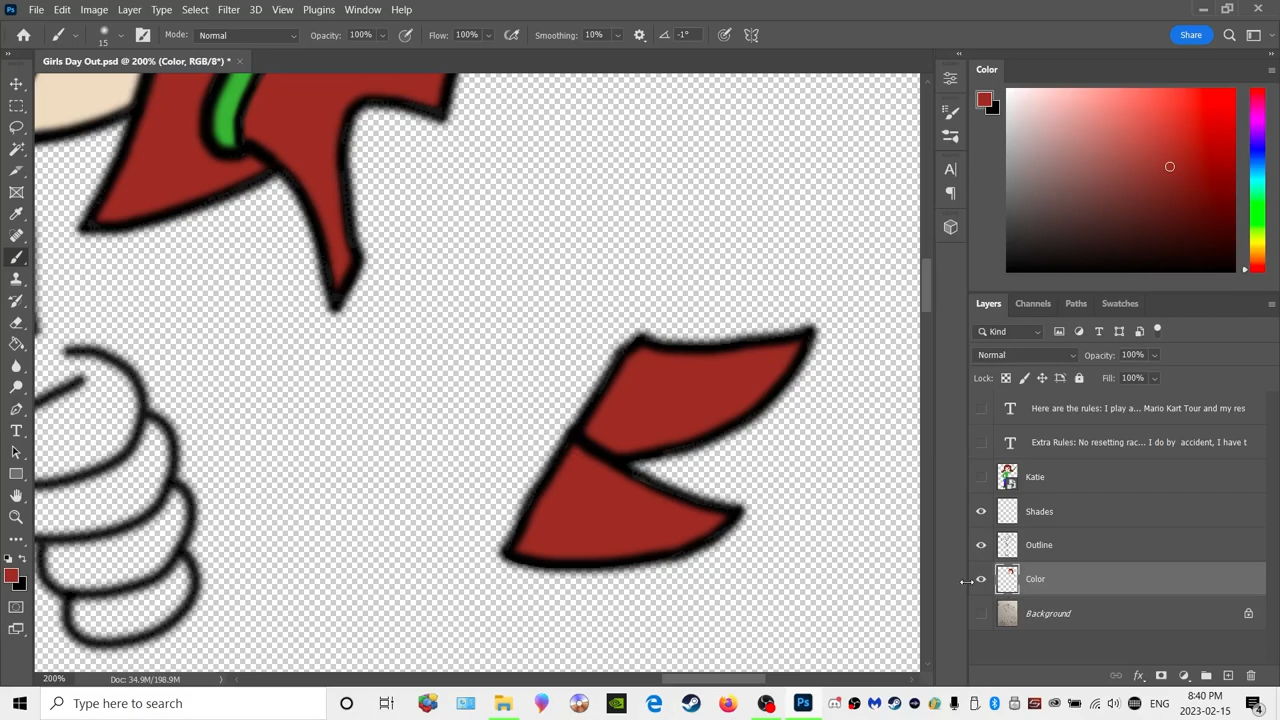 File Edit Image Layer Type Select Filter 3D View Plugins Window Help
15 Mode: Normal Opacity: 100% Flow: 100% Smoothing: 10% -1° Share
Girls Day Out.psd @ 200% (Color, RGB/8*) * ×
Color
Layers Channels Paths Swatches
Kind
Normal Opacity: 100%
Lock: Fill: 100%
T Here are the rules: I play a... Mario Kart Tour and my res
T Extra Rules: No resetting rac... I do by accident, I have t
Katie
Shades
Outline
Color
Background
200% Doc: 34.9M/198.9M
Type here to search
ENG
8:40 PM
2023-02-15
4